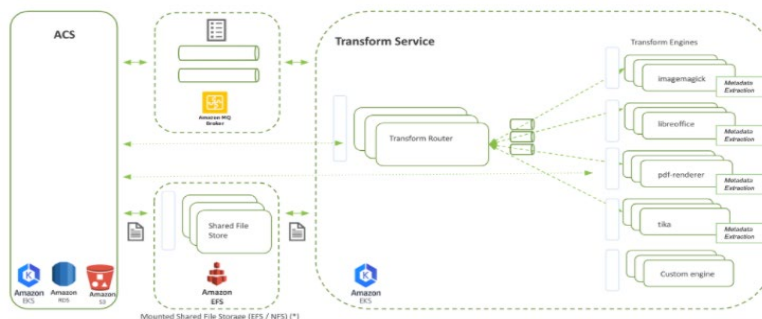 ACS
Amazon MQ
Broker
Transform Service
Transform Engines
imagemagick
Metadata
Extraction
libreoffice
Metadata
Extraction
Transform Router
pdf-renderer
Metadata
Extraction
Shared File
Store
tika
Metadata
Extraction
Custom engine
Amazon
EKS
Amazon
RDS
Amazon
S3
Amazon
EFS
Amazon
EKS
Mounted Shared File Storage (EFS / NFS) (*)